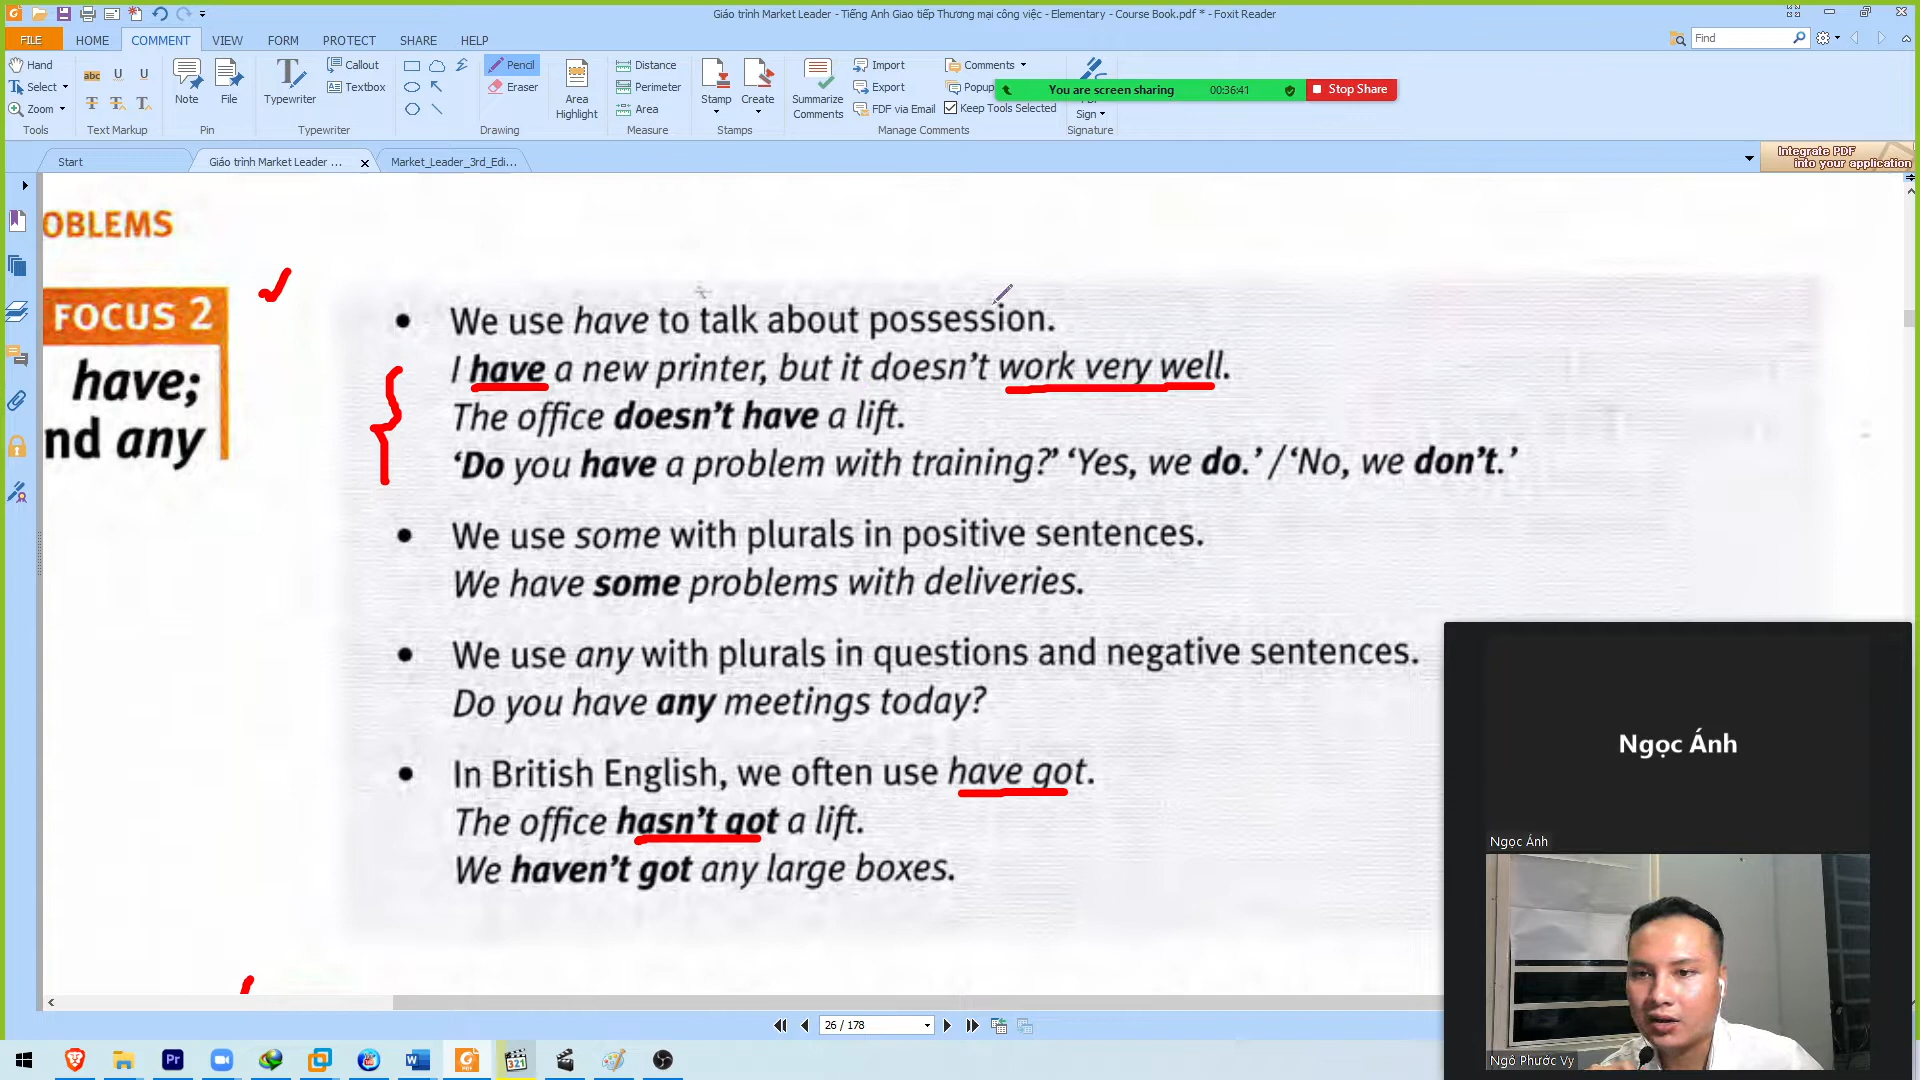 Giáo trình Market Leader - Tiếng Anh Giao tiếp Thương mại công việc - Elementary - Course Book.pdf * - Foxit Reader
FILE HOME COMMENT VIEW FORM PROTECT SHARE HELP
Find
Hand
Select
Zoom
Tools
abc U U
T T T
Text Markup
Note
File
Pin
Typewriter
Callout
Textbox
Typewriter
Pencil
Eraser
Drawing
Area Highlight
Distance
Perimeter
Area
Measure
Stamp
Create
Stamps
Summarize Comments
Import
Export
FDF via Email
Comments
Popup
Keep Tools Selected
Manage Comments
Sign
Signature
You are screen sharing 00:36:41 Stop Share
Start
Giáo trình Market Leader ...
Market_Leader_3rd_Edi...
Integrate PDF
into your application
OBLEMS
FOCUS 2
have;
nd any
• We use have to talk about possession.
I have a new printer, but it doesn't work very well.
The office doesn't have a lift.
'Do you have a problem with training?' 'Yes, we do.' / 'No, we don't.'
• We use some with plurals in positive sentences.
We have some problems with deliveries.
• We use any with plurals in questions and negative sentences.
Do you have any meetings today?
• In British English, we often use have got.
The office hasn't got a lift.
We haven't got any large boxes.
Ngọc Ánh
Ngọc Ánh
Ngô Phước Vy
26 / 178
Pr
W
PDF
321